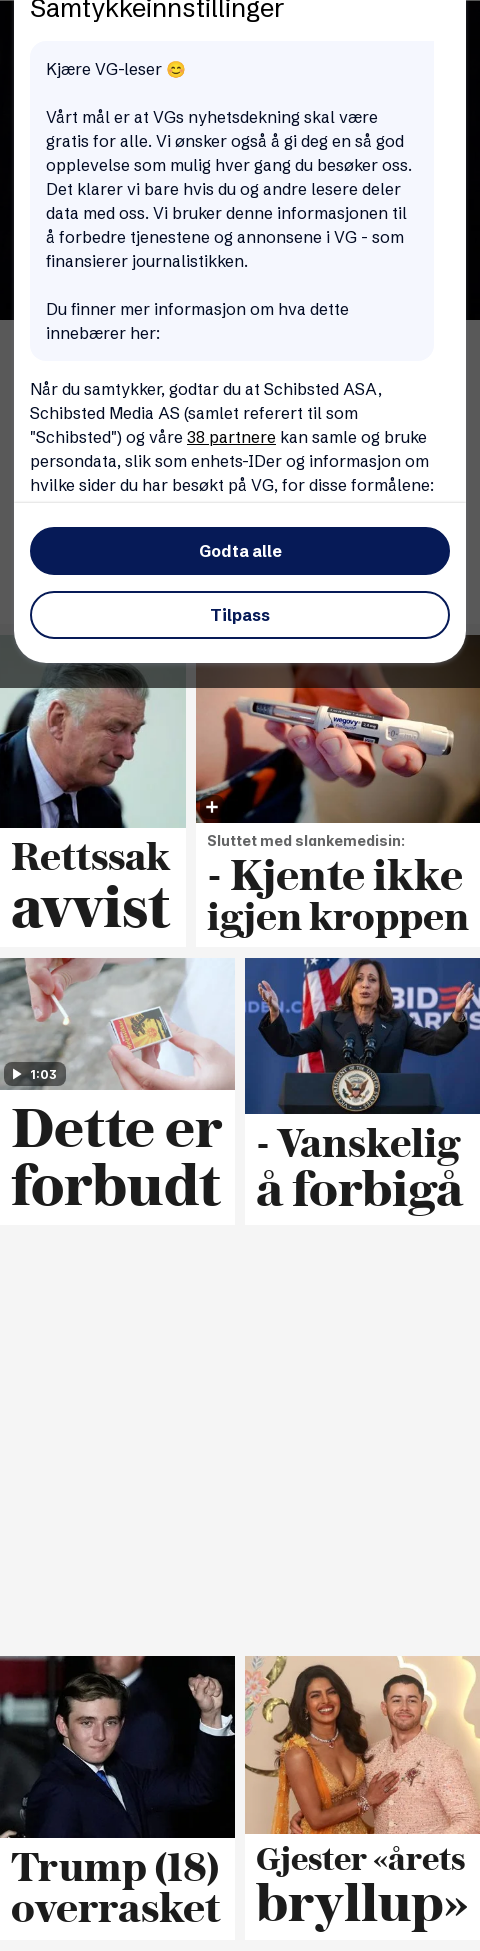 Samtykkeinnstillinger
Kjære VG-leser 😊
Vårt mål er at VGs nyhetsdekning skal være
gratis for alle. Vi ønsker også å gi deg en så god
opplevelse som mulig hver gang du besøker oss.
Det klarer vi bare hvis du og andre lesere deler
data med oss. Vi bruker denne informasjonen til
å forbedre tjenestene og annonsene i VG - som
finansierer journalistikken.
Du finner mer informasjon om hva dette
innebærer her:
Når du samtykker, godtar du at Schibsted ASA,
Schibsted Media AS (samlet referert til som
"Schibsted") og våre 38 partnere kan samle og bruke
persondata, slik som enhets-IDer og informasjon om
hvilke sider du har besøkt på VG, for disse formålene:
Godta alle
Tilpass
wegovy
Rettssak
avvist
Sluttet med slankemedisin:
- Kjente ikke
igjen kroppen
1:03
Dette er
forbudt
BIDEN
- Vanskelig
å forbigå
Trump (18)
overrasket
Gjester «årets
bryllup»